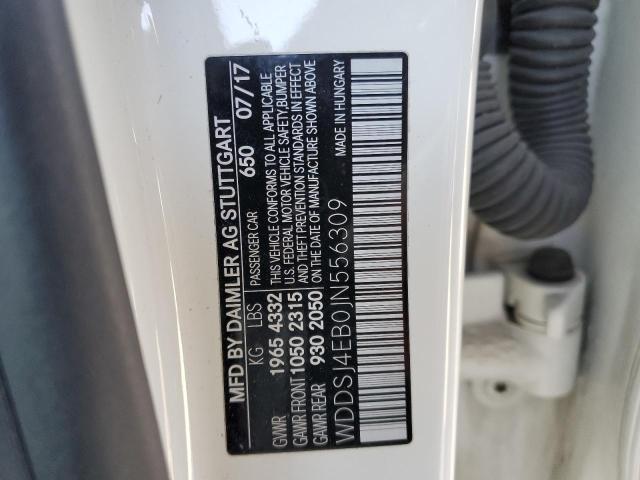 MFD BY DAIMLER AG STUTTGART
PASSENGER CAR 650 07/17
KG LBS THIS VEHICLE CONFORMS TO ALL APPLICABLE
GVWR 1965 4332 U.S. FEDERAL MOTOR VEHICLE SAFETY, BUMPER
GAWR FRONT 1050 2315 AND THEFT PREVENTION STANDARDS IN EFFECT
GAWR REAR 930 2050 ON THE DATE OF MANUFACTURE SHOWN ABOVE
WDDSJ4EB0JN556309 MADE IN HUNGARY